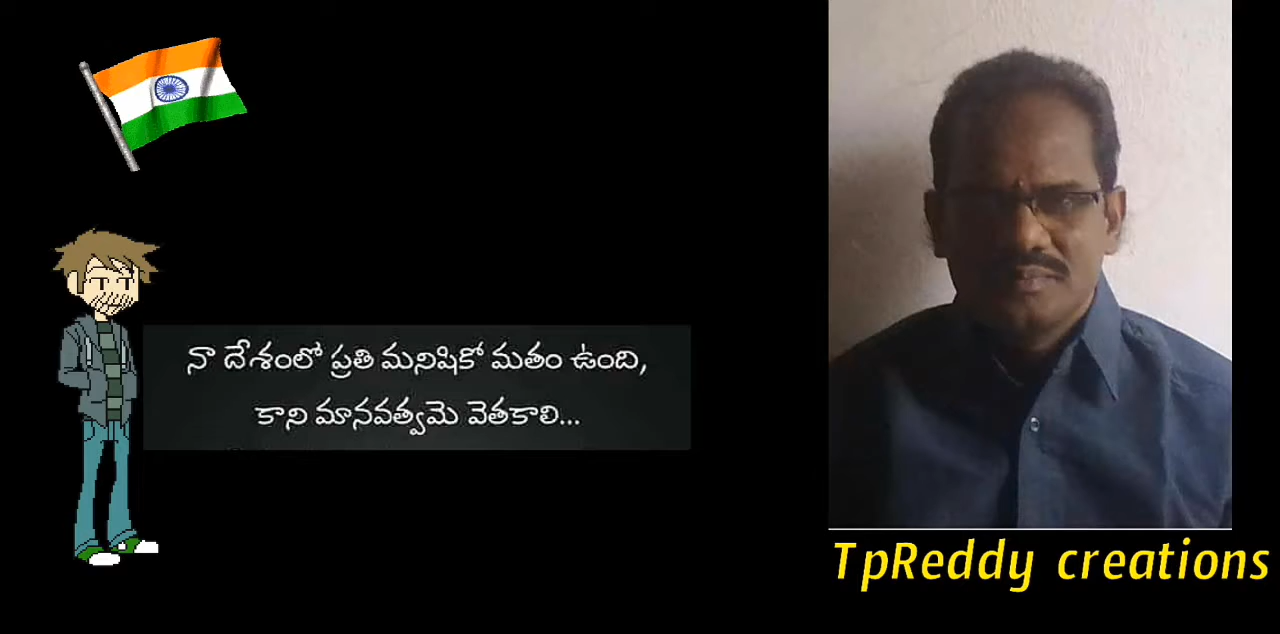 నా దేశంలో ప్రతి మనిషికో మతం ఉంది,
కాని మానవత్వమె వెతకాలి...
TpReddy creations